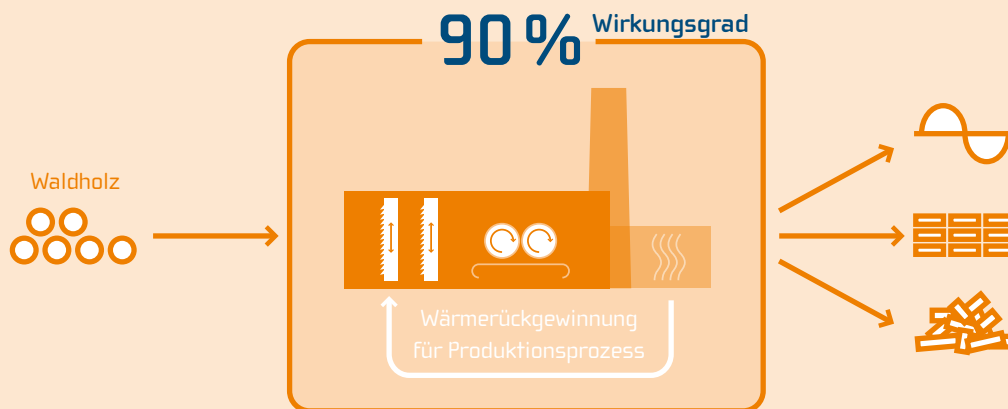 90 % Wirkungsgrad
Waldholz
Wärmerückgewinnung
für Produktionsprozess